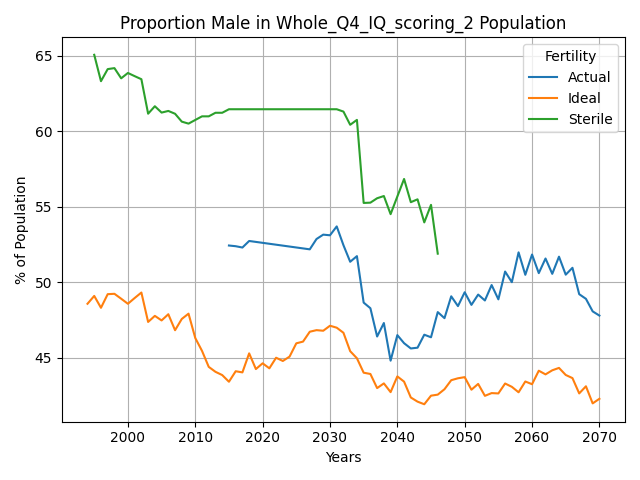 Proportion Male in Whole_Q4_IQ_scoring_2 Population
Fertility
Actual
Ideal
Sterile
% of Population
65
60
55
50
45
2000 2010 2020 2030 2040 2050 2060 2070
Years